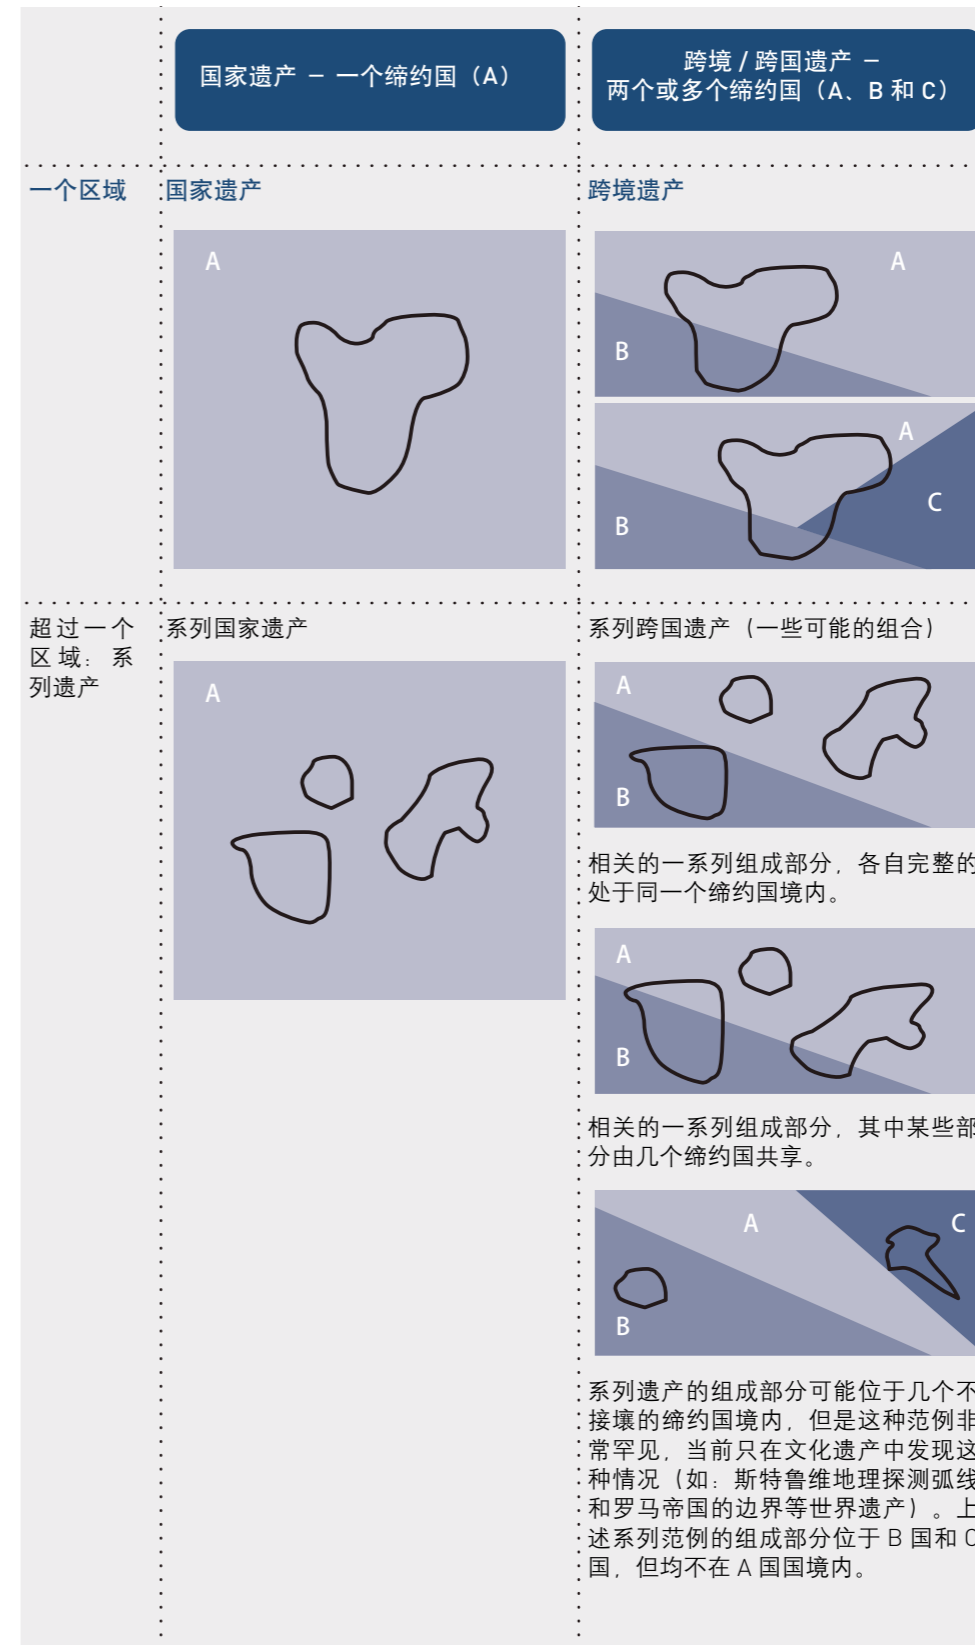 国家遗产 – 一个缔约国（A）
跨境 / 跨国遗产 –
两个或多个缔约国（A、B 和 C）
一个区域
国家遗产
A
跨境遗产
A
B
A
B
C
超过一个
区域：系
列遗产
系列国家遗产
A
系列跨国遗产（一些可能的组合）
A
B
相关的一系列组成部分，各自完整的
处于同一个缔约国境内。
A
B
相关的一系列组成部分，其中某些部
分由几个缔约国共享。
A
C
B
系列遗产的组成部分可能位于几个不
接壤的缔约国境内，但是这种范例非
常罕见，当前只在文化遗产中发现这
种情况（如：斯特鲁维地理探测弧线
和罗马帝国的边界等世界遗产）。上
述系列范例的组成部分位于 B 国和 C
国，但均不在 A 国国境内。